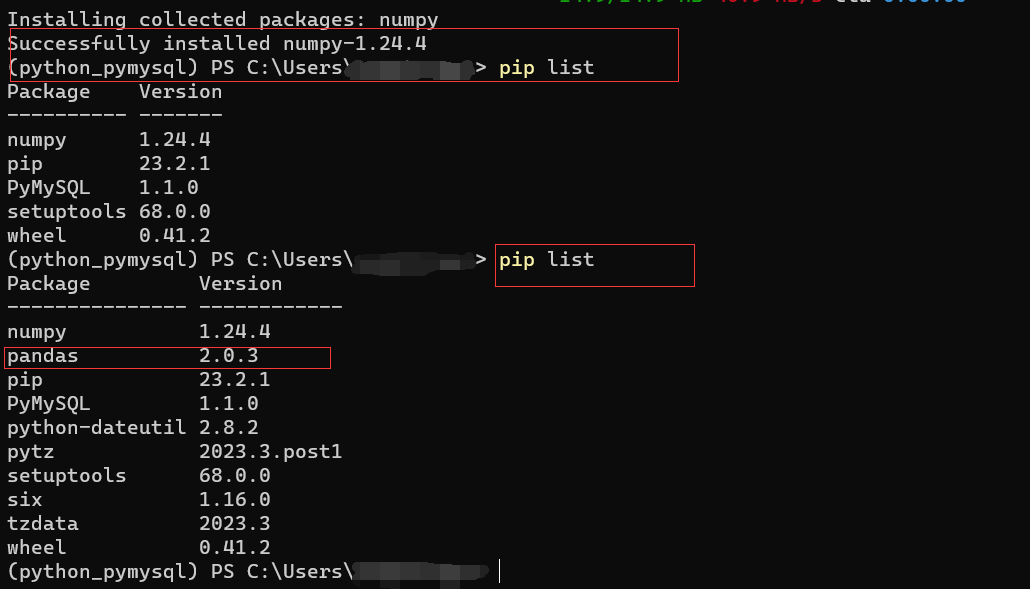 Installing collected packages: numpy
Successfully installed numpy-1.24.4
(python_pymysql) PS C:\Users\ > pip list
Package    Version
---------- -------
numpy      1.24.4
pip        23.2.1
PyMySQL    1.1.0
setuptools 68.0.0
wheel      0.41.2
(python_pymysql) PS C:\Users\ > pip list
Package         Version
--------------- ------------
numpy           1.24.4
pandas          2.0.3
pip             23.2.1
PyMySQL         1.1.0
python-dateutil 2.8.2
pytz            2023.3.post1
setuptools      68.0.0
six             1.16.0
tzdata          2023.3
wheel           0.41.2
(python_pymysql) PS C:\Users\